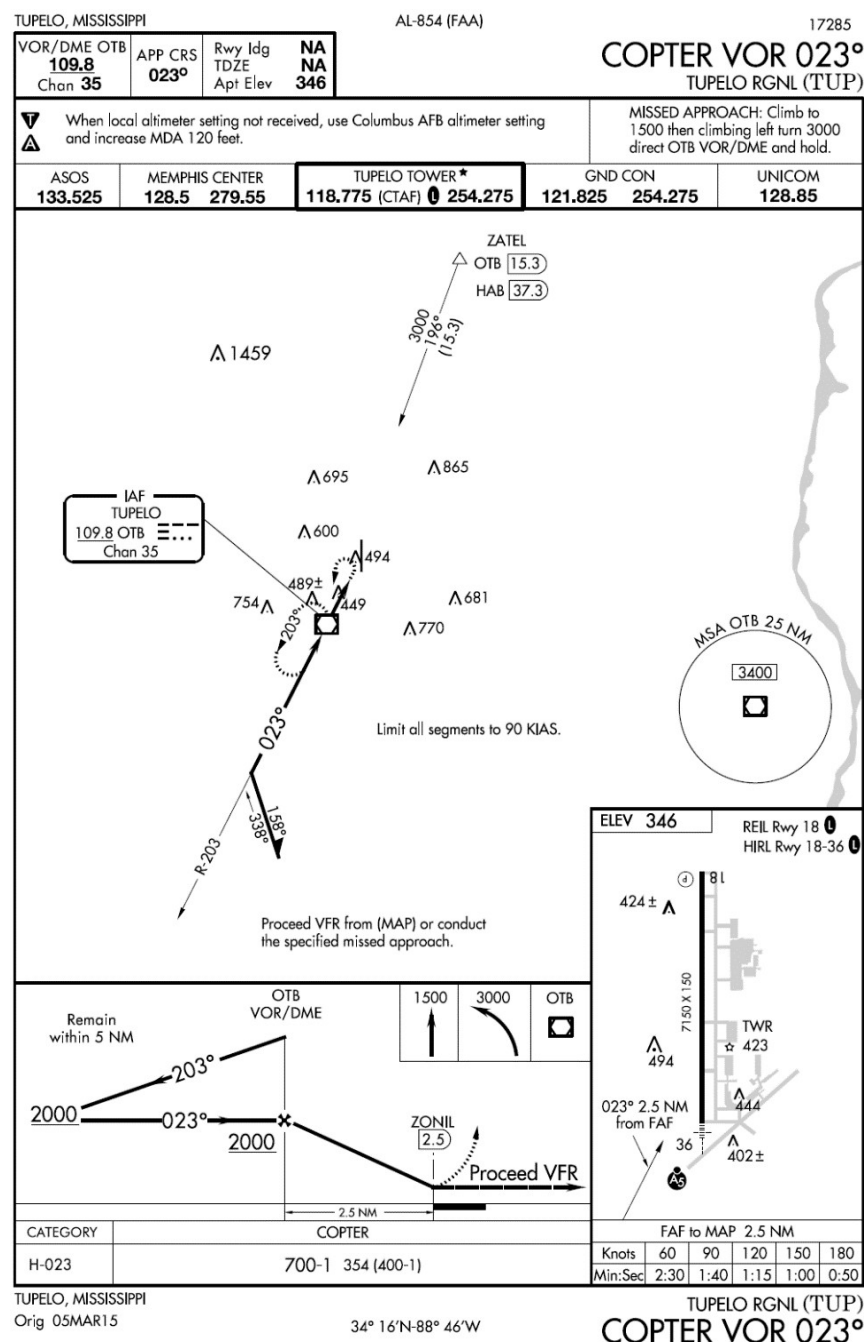 TUPELO, MISSISSIPPI
AL-854 (FAA)
17285
VOR/DME OTB
109.8
Chan 35
APP CRS
023°
Rwy ldg NA
TDZE NA
Apt Elev 346
COPTER VOR 023°
TUPELO RGNL (TUP)
T
A
When local altimeter setting not received, use Columbus AFB altimeter setting
and increase MDA 120 feet.
MISSED APPROACH: Climb to
1500 then climbing left turn 3000
direct OTB VOR/DME and hold.
ASOS
133.525
MEMPHIS CENTER
128.5 279.55
TUPELO TOWER★
118.775 (CTAF) L 254.275
GND CON
121.825 254.275
UNICOM
128.85
ZATEL
OTB 15.3
HAB 37.3
3000
196°
(15.3)
1459
695
865
IAF
TUPELO
109.8 OTB
Chan 35
600
494
489±
449
754
681
770
203°
023°
MSA OTB 25 NM
3400
Limit all segments to 90 KIAS.
158°
338°
R-203
Proceed VFR from (MAP) or conduct
the specified missed approach.
ELEV 346
REIL Rwy 18 L
HIRL Rwy 18-36 L
P
18
424 ±
7150 X 150
TWR
423
494
444
023° 2.5 NM
from FAF
36
402±
A5
Remain
within 5 NM
OTB
VOR/DME
1500
3000
OTB
203°
2000
023°
2000
ZONIL
2.5
Proceed VFR
2.5 NM
CATEGORY
COPTER
H-023
700-1 354 (400-1)
FAF to MAP 2.5 NM
Knots 60 90 120 150 180
Min:Sec 2:30 1:40 1:15 1:00 0:50
TUPELO, MISSISSIPPI
Orig 05MAR15
34° 16'N-88° 46'W
TUPELO RGNL (TUP)
COPTER VOR 023°